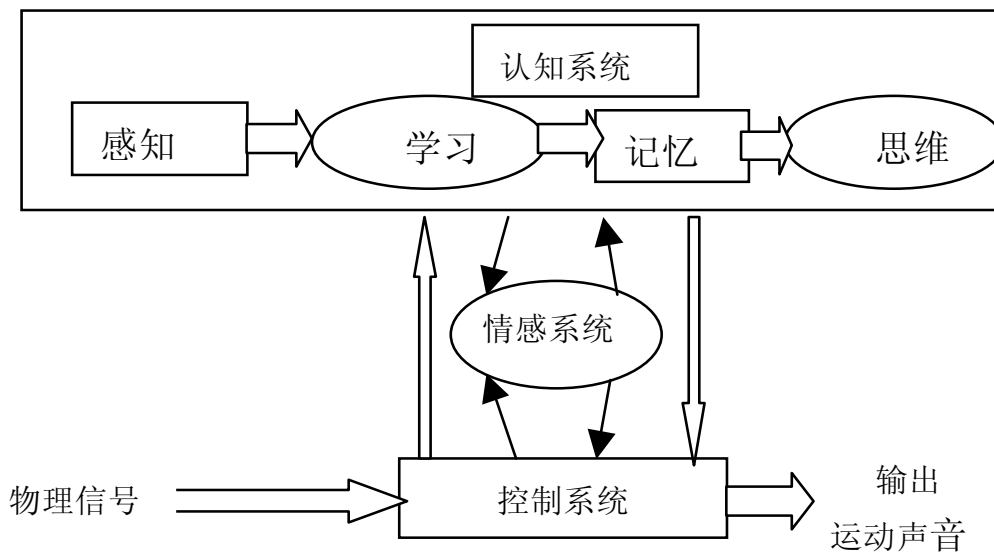 认知系统
感知
学习
记忆
思维
情感系统
物理信号
控制系统
输出
运动声音